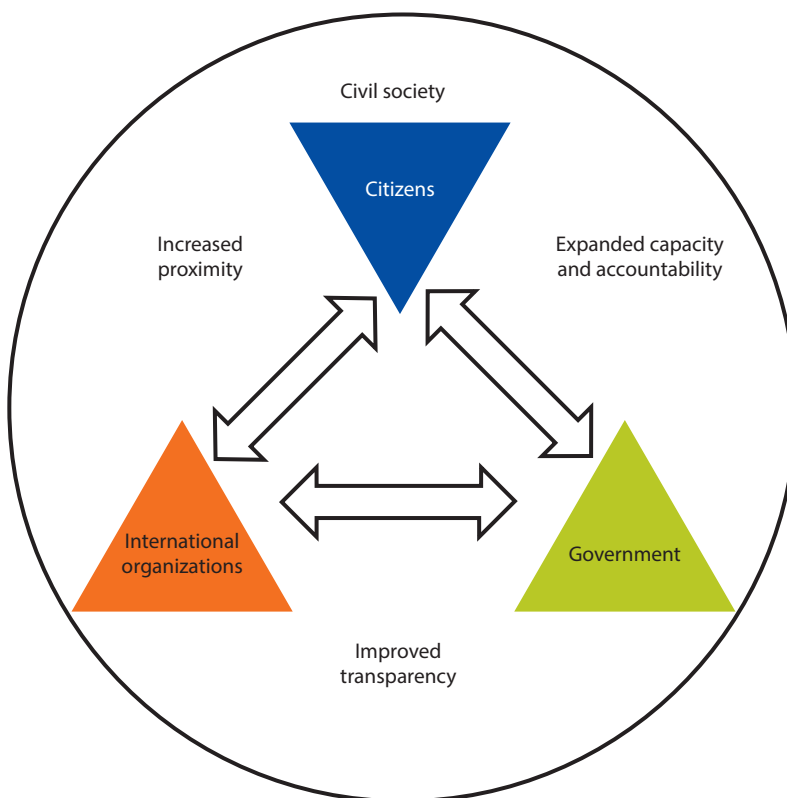 Civil society
Citizens
Increased
proximity
Expanded capacity
and accountability
International
organizations
Government
Improved
transparency